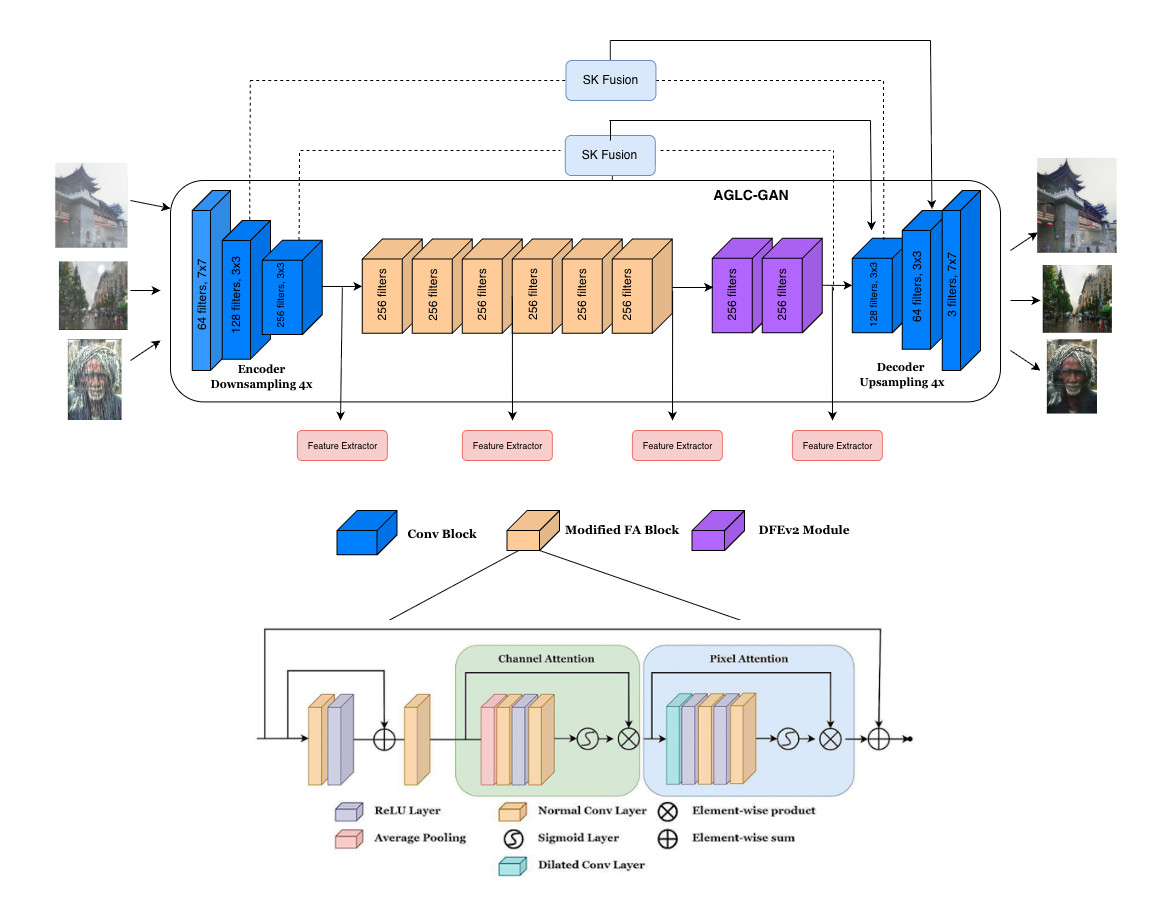 SK Fusion
SK Fusion
AGLC-GAN
64 filters, 7x7
128 filters, 3x3
256 filters, 3x3
256 filters
256 filters
256 filters
256 filters
256 filters
256 filters
256 filters
256 filters
128 filters, 3x3
64 filters, 3x3
3 filters, 7x7
Encoder
Downsampling 4x
Decoder
Upsampling 4x
Feature Extractor
Feature Extractor
Feature Extractor
Feature Extractor
Conv Block
Modified FA Block
DFEv2 Module
Channel Attention
Pixel Attention
ReLU Layer
Normal Conv Layer
Element-wise product
Average Pooling
Sigmoid Layer
Element-wise sum
Dilated Conv Layer